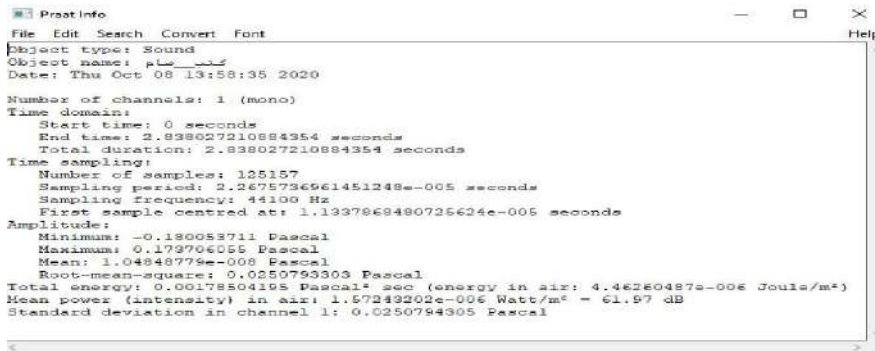 Praat Info
File Edit Search Convert Font Help
Object type: Sound
Object name: كتب__صام
Date: Thu Oct 08 13:58:35 2020
Number of channels: 1 (mono)
Time domain:
Start time: 0 seconds
End time: 2.838027210884354 seconds
Total duration: 2.838027210884354 seconds
Time sampling:
Number of samples: 125157
Sampling period: 2.2675736961451248e-005 seconds
Sampling frequency: 44100 Hz
First sample centred at: 1.1337868480725624e-005 seconds
Amplitude:
Minimum: -0.180053711 Pascal
Maximum: 0.173706055 Pascal
Mean: 1.04848779e-008 Pascal
Root-mean-square: 0.0250793303 Pascal
Total energy: 0.00178504195 Pascal² sec (energy in air: 4.46260487e-006 Joule/m²)
Mean power (intensity) in air: 1.57243202e-006 Watt/m² = 61.97 dB
Standard deviation in channel 1: 0.0250794305 Pascal